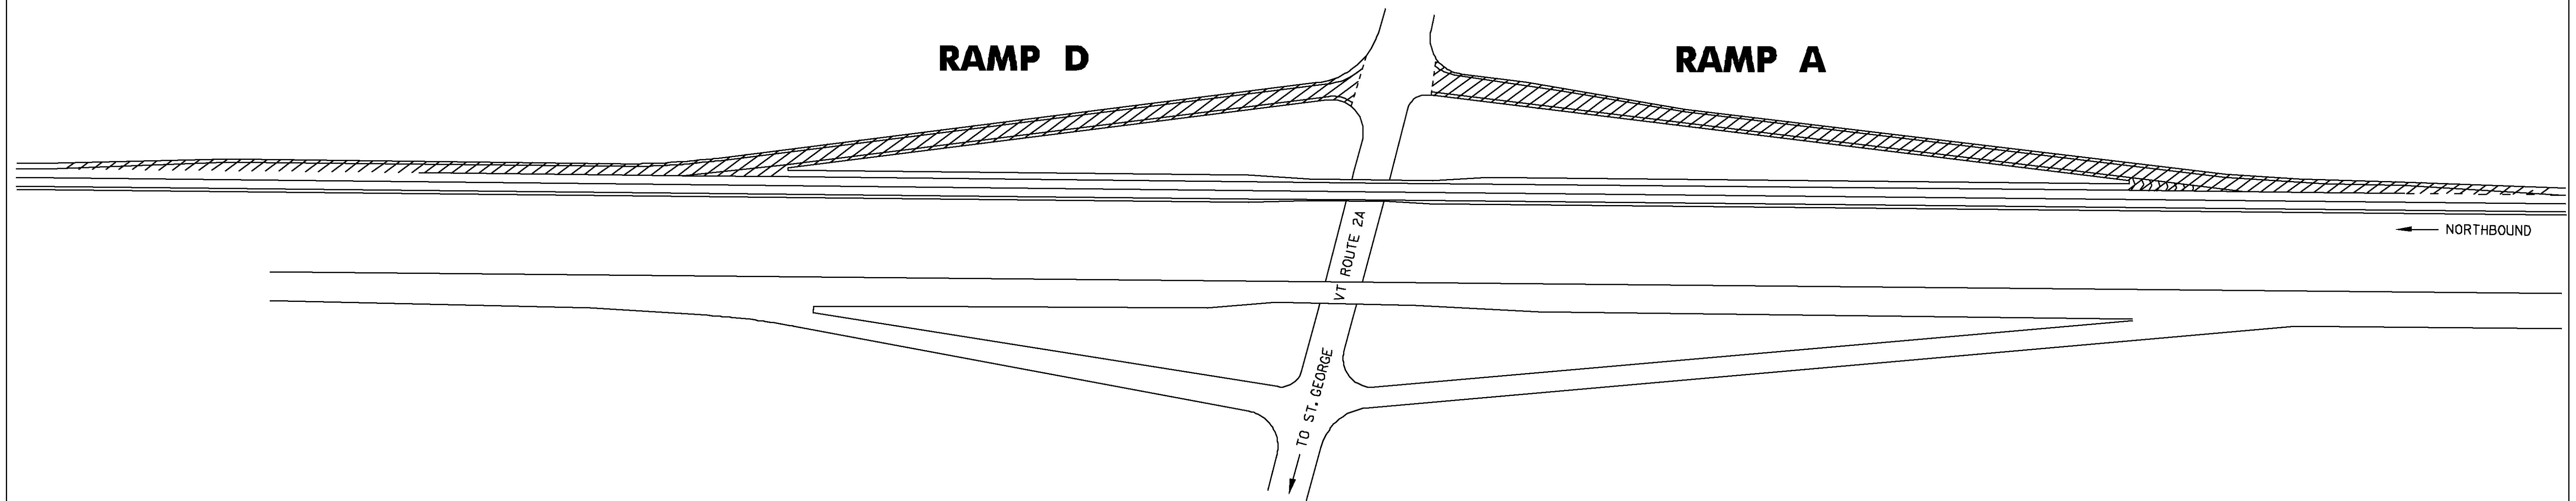 RAMP D
RAMP A
NORTHBOUND
VT ROUTE 2A
TO ST. GEORGE